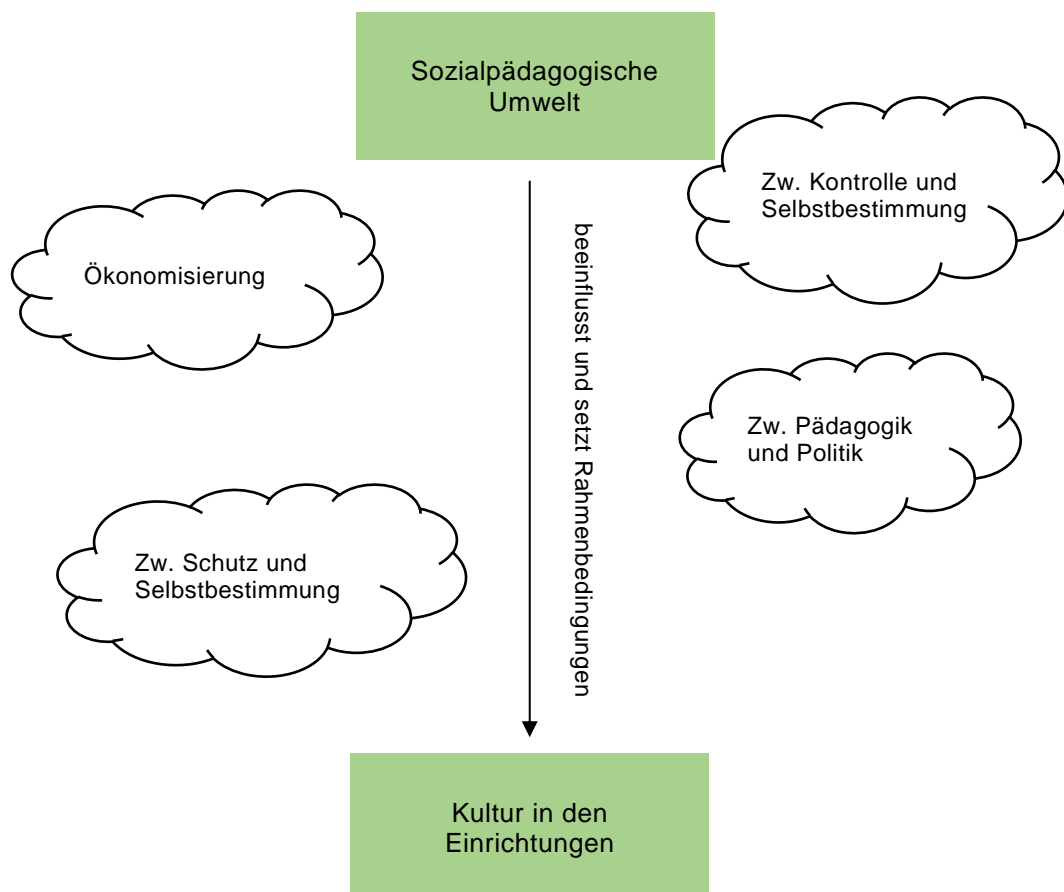 Sozialpädagogische
Umwelt
Zw. Kontrolle und
Selbstbestimmung
Ökonomisierung
beeinflusst und setzt Rahmenbedingungen
Zw. Pädagogik
und Politik
Zw. Schutz und
Selbstbestimmung
Kultur in den
Einrichtungen